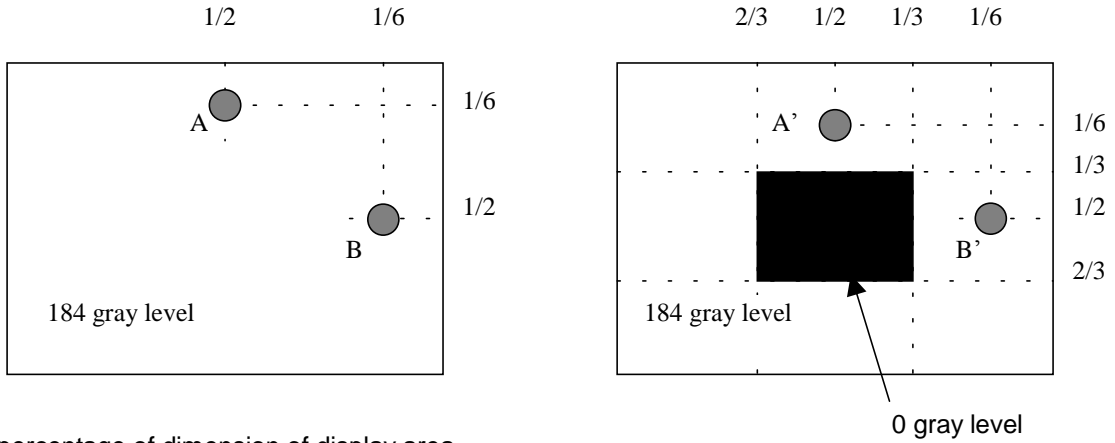 1/2 1/6
2/3 1/2 1/3 1/6
1/6
A
1/2
B
184 gray level
A’
1/6
1/3
1/2
B’
2/3
184 gray level
0 gray level
percentage of dimension of display area